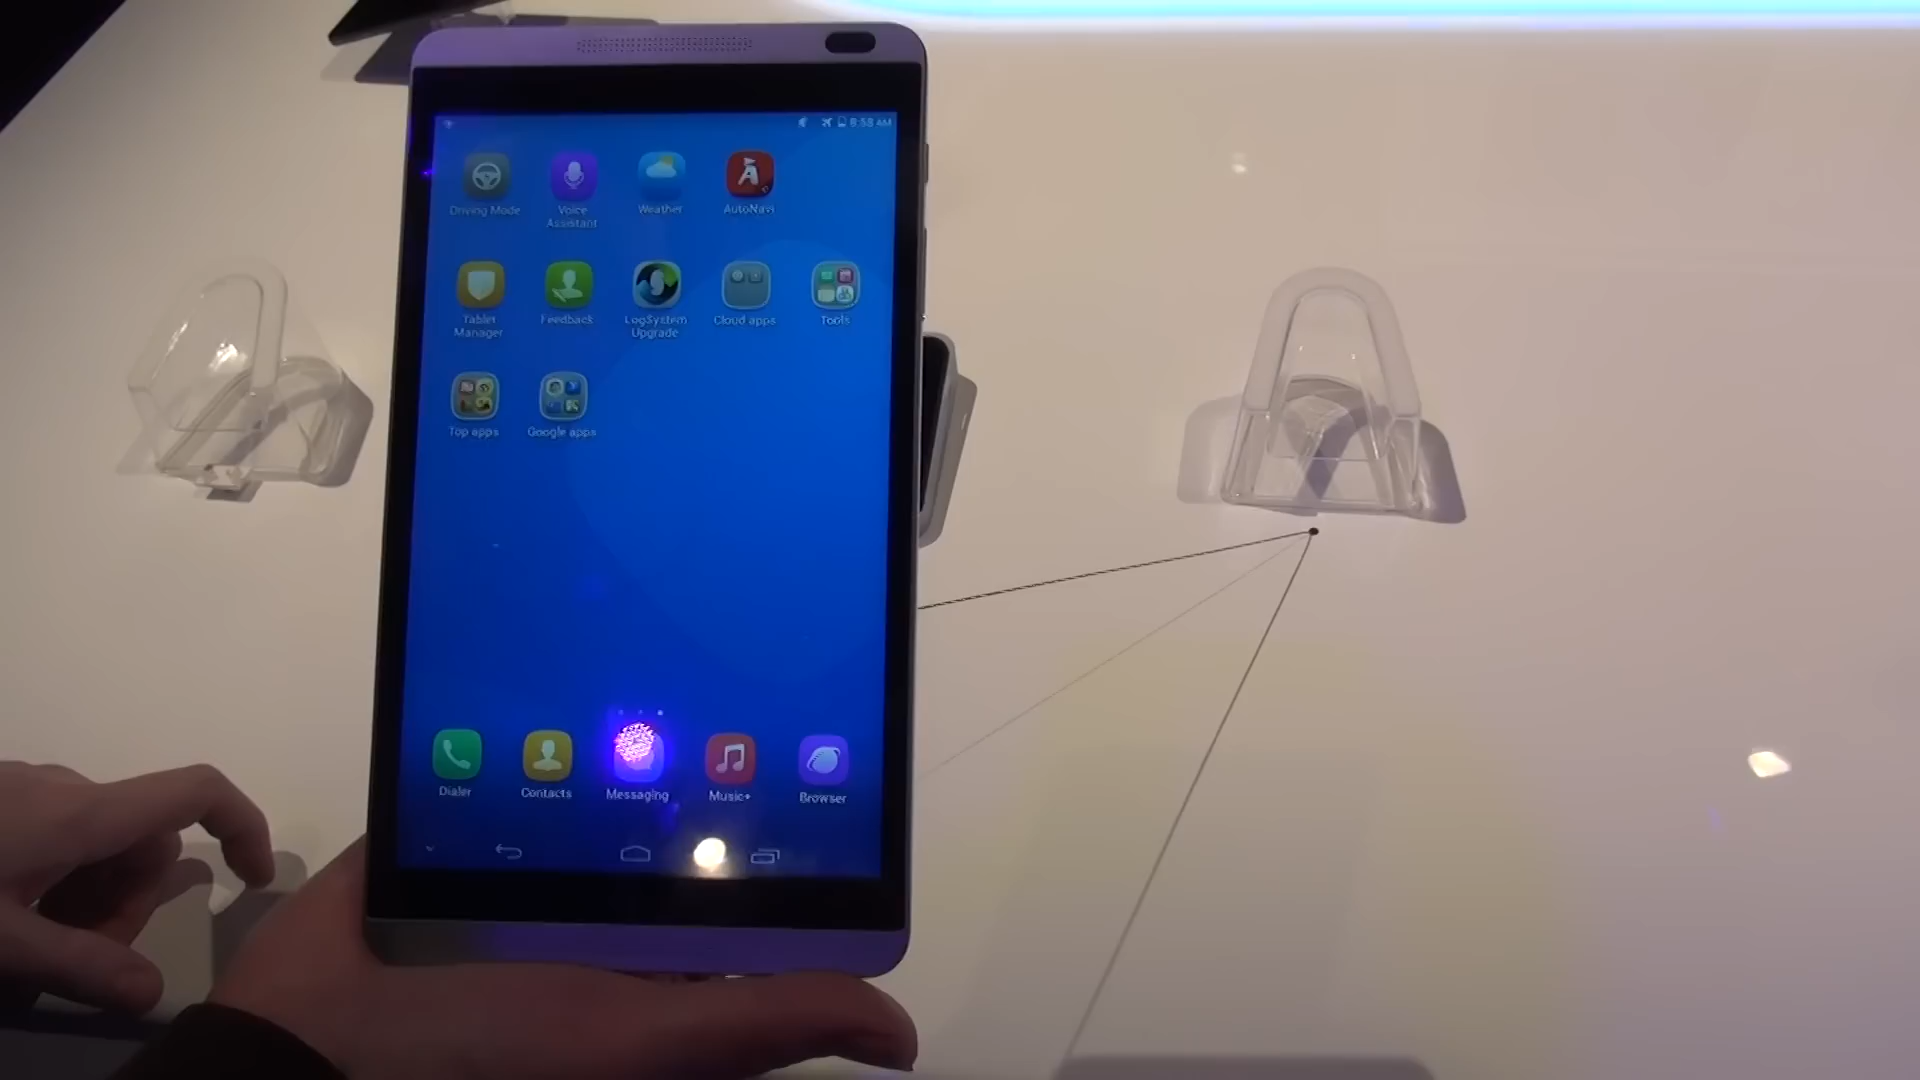 8:58 AM
Driving Mode
Voice
Assistant
Weather
AutoNavi
Tablet
Manager
Feedback
LogSystem
Upgrade
Cloud apps
Tools
Top apps
Google apps
Dialer
Contacts
Messaging
Music+
Browser